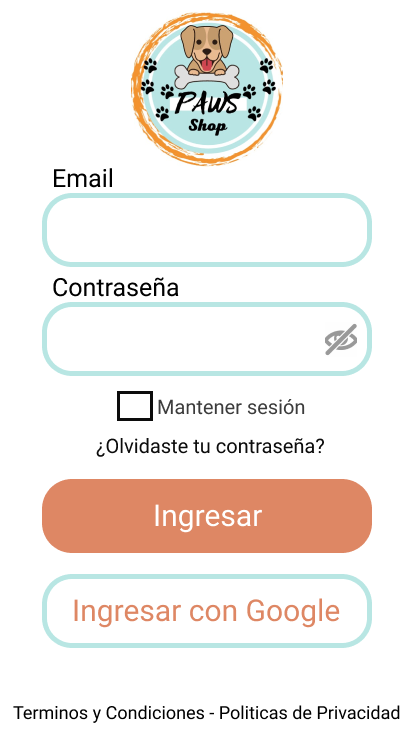 PAWS
Shop
Email
Contraseña
Mantener sesión
¿Olvidaste tu contraseña?
Ingresar
Ingresar con Google
Terminos y Condiciones - Politicas de Privacidad